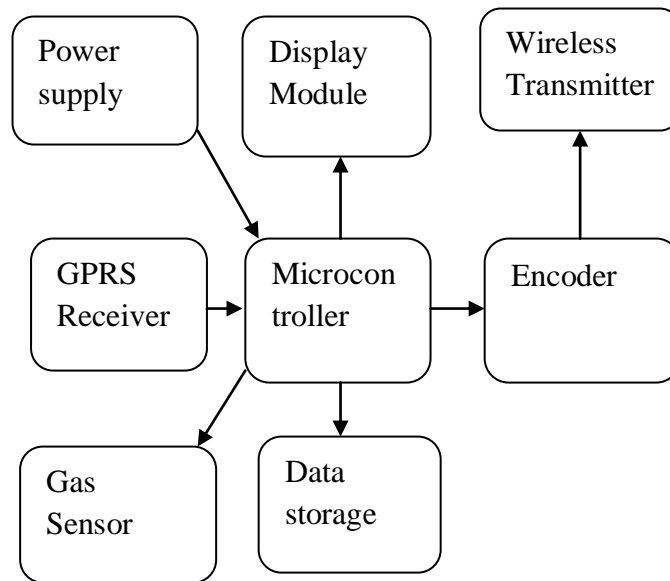 Power
supply
Display
Module
Wireless
Transmitter
GPRS
Receiver
Microcon
troller
Encoder
Gas
Sensor
Data
storage